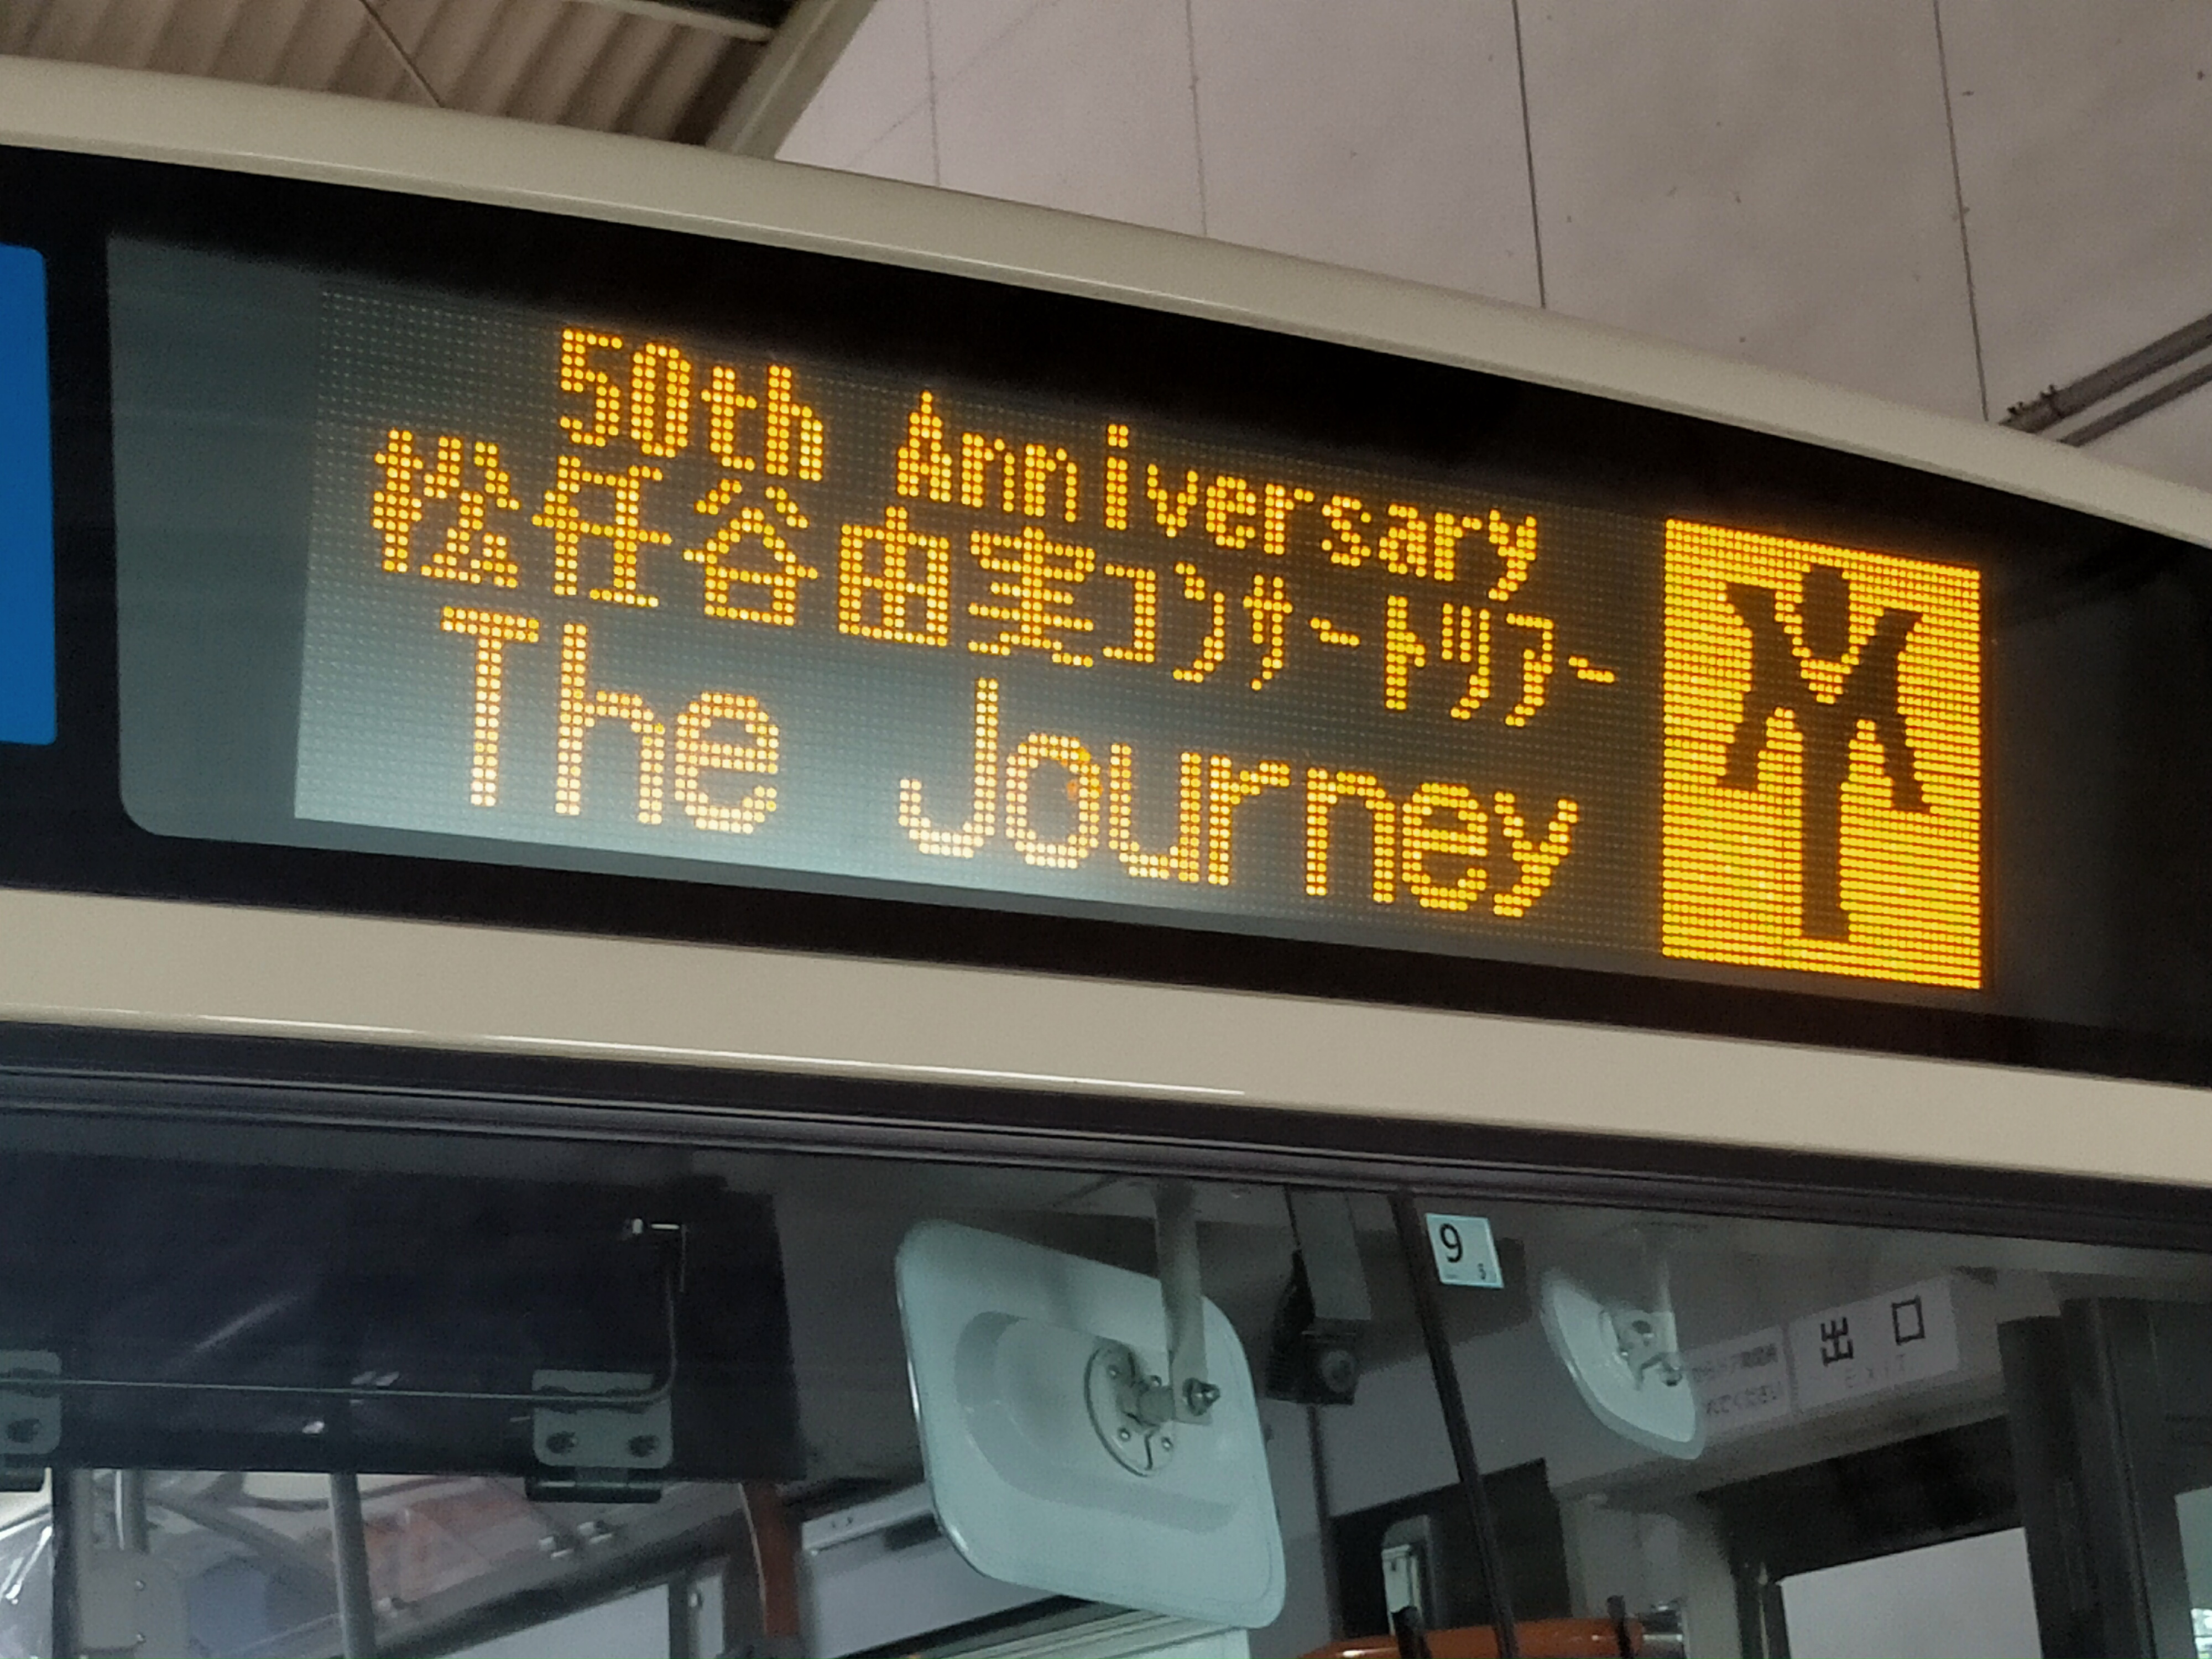 50th Anniversary
松任谷由実コンサートツアー
The Journey
9
出口
EXIT